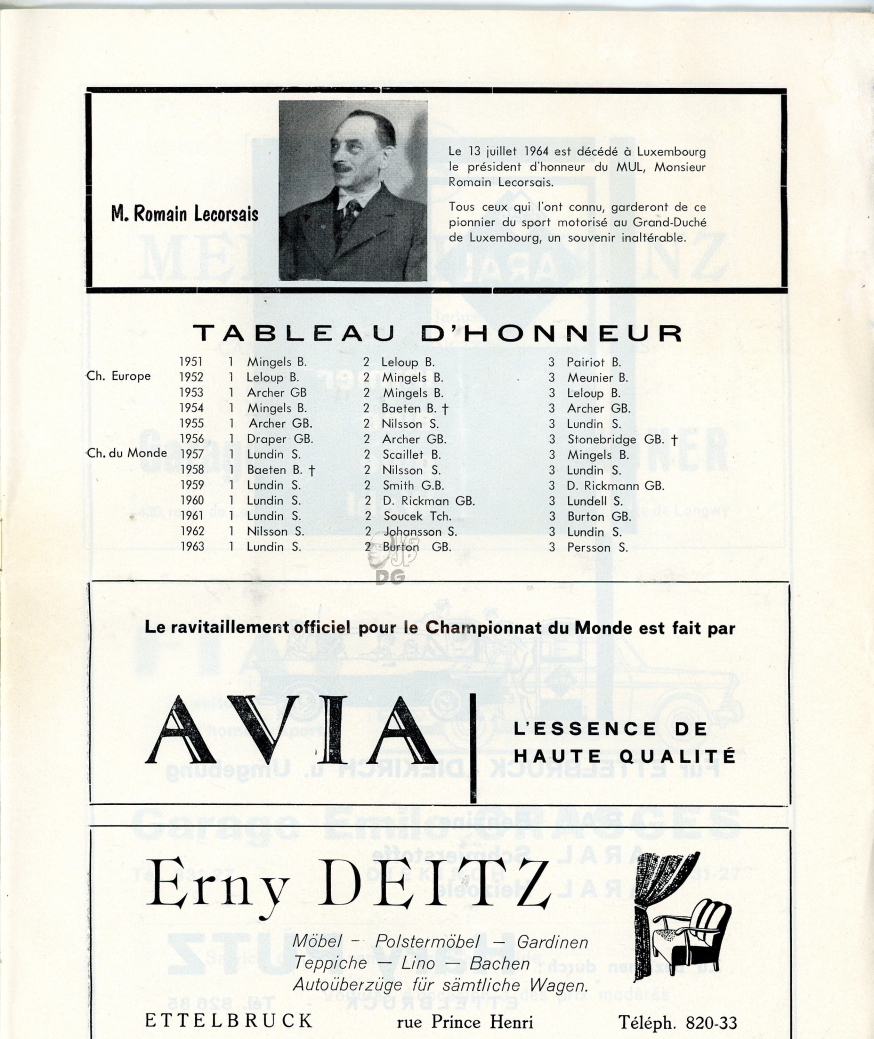 M. Romain Lecorsais
Le 13 juillet 1964 est décédé à Luxembourg
le président d'honneur du MUL, Monsieur
Romain Lecorsais.
Tous ceux qui l'ont connu, garderont de ce
pionnier du sport motorisé au Grand-Duché
de Luxembourg, un souvenir inaltérable.
TABLEAU D'HONNEUR
1951 1 Mingels B. 2 Leloup B. 3 Pairiot B.
Ch. Europe 1952 1 Leloup B. 2 Mingels B. 3 Meunier B.
1953 1 Archer GB 2 Mingels B. 3 Leloup B.
1954 1 Mingels B. 2 Baeten B. † 3 Archer GB.
1955 1 Archer GB. 2 Nilsson S. 3 Lundin S.
1956 1 Draper GB. 2 Archer GB. 3 Stonebridge GB. †
Ch. du Monde 1957 1 Lundin S. 2 Scaillet B. 3 Mingels B.
1958 1 Baeten B. † 2 Nilsson S. 3 Lundin S.
1959 1 Lundin S. 2 Smith G.B. 3 D. Rickmann GB.
1960 1 Lundin S. 2 D. Rickman GB. 3 Lundell S.
1961 1 Lundin S. 2 Soucek Tch. 3 Burton GB.
1962 1 Nilsson S. 2 Johansson S. 3 Lundin S.
1963 1 Lundin S. 2 Burton GB. 3 Persson S.
DG
Le ravitaillement officiel pour le Championnat du Monde est fait par
AVIA
L'ESSENCE DE
HAUTE QUALITÉ
Erny DEITZ
Möbel – Polstermöbel — Gardinen
Teppiche — Lino — Bachen
Autoüberzüge für sämtliche Wagen.
ETTELBRUCK rue Prince Henri Téléph. 820-33